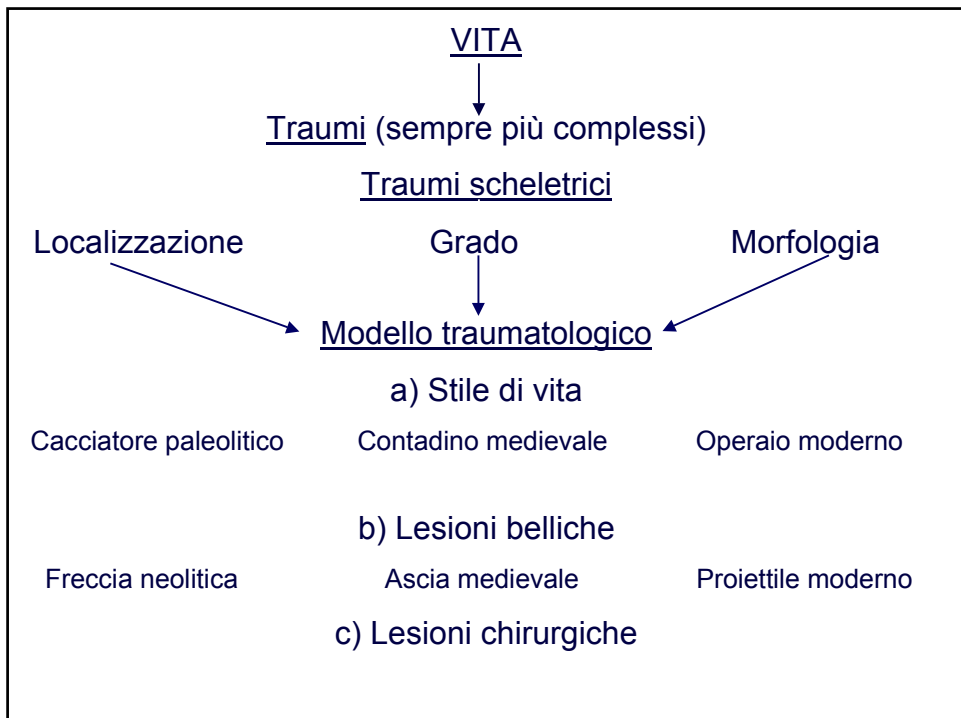 VITA
Traumi (sempre più complessi)
Traumi scheletrici
Localizzazione Grado Morfologia
Modello traumatologico
a) Stile di vita
Cacciatore paleolitico Contadino medievale Operaio moderno
b) Lesioni belliche
Freccia neolitica Ascia medievale Proiettile moderno
c) Lesioni chirurgiche